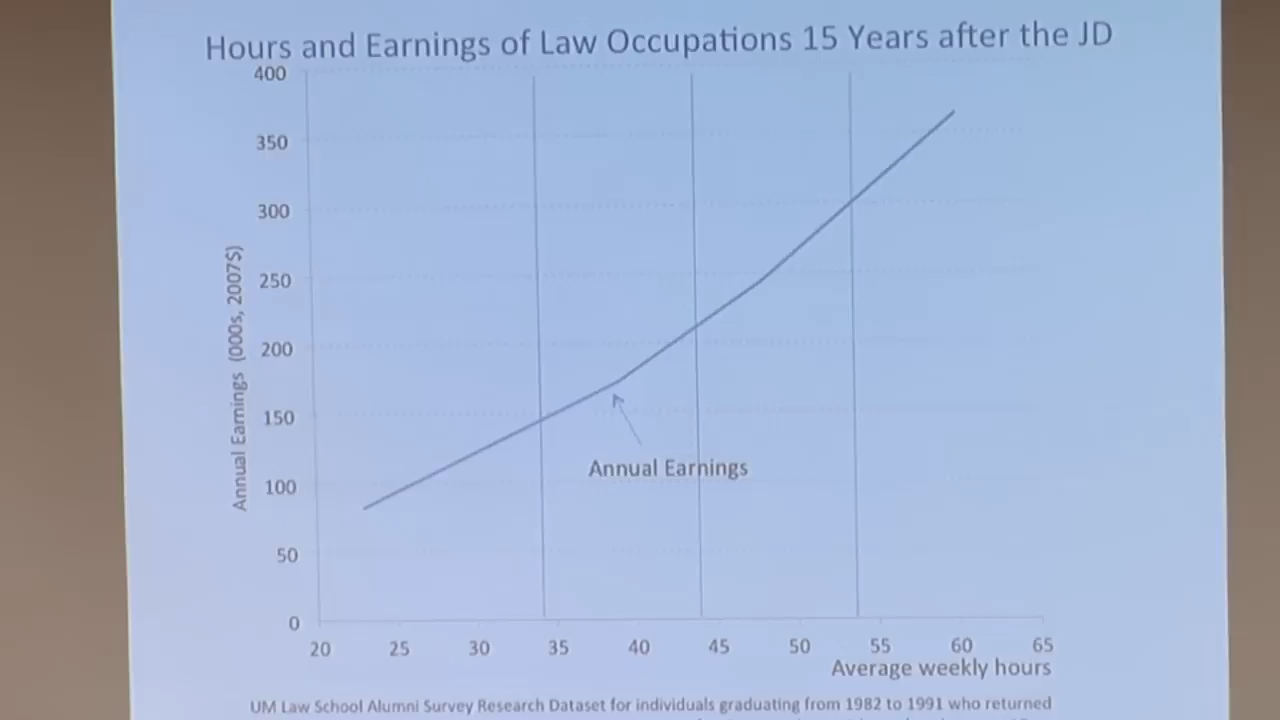 Hours and Earnings of Law Occupations 15 Years after the JD
400
350
300
250
200
150
100
50
0
Annual Earnings (000s, 2007$)
Annual Earnings
20 25 30 35 40 45 50 55 60 65
Average weekly hours
UM Law School Alumni Survey Research Dataset for individuals graduating from 1982 to 1991 who returned